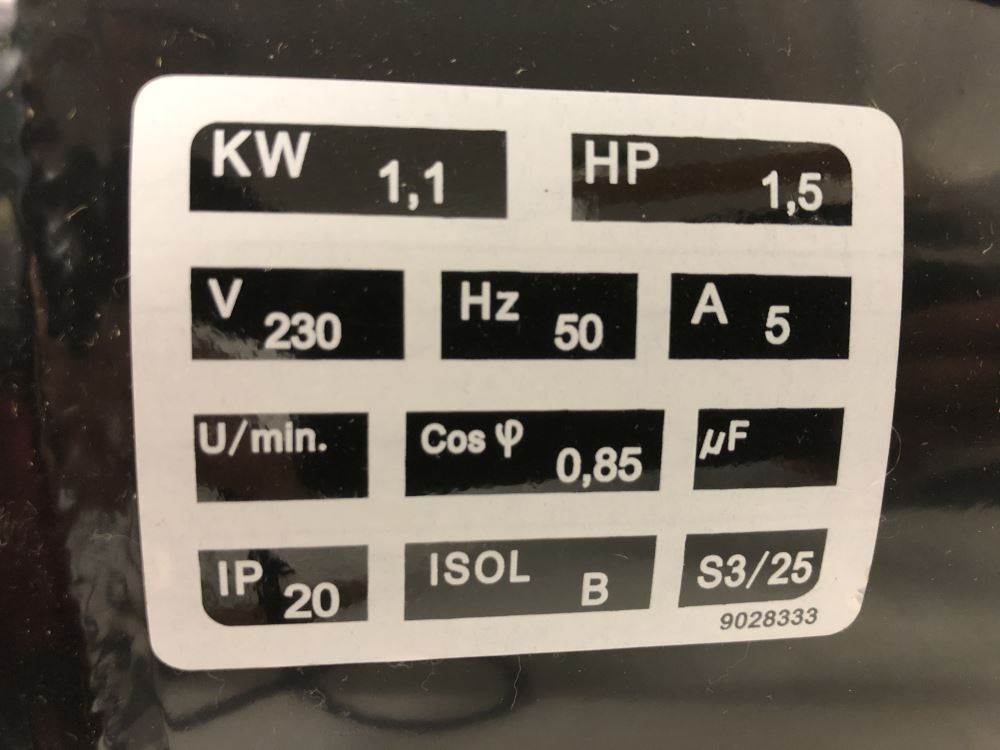 KW 1,1 HP 1,5
V 230 Hz 50 A 5
U/min. Cos φ 0,85 µF
IP 20 ISOL B S3/25
9028333